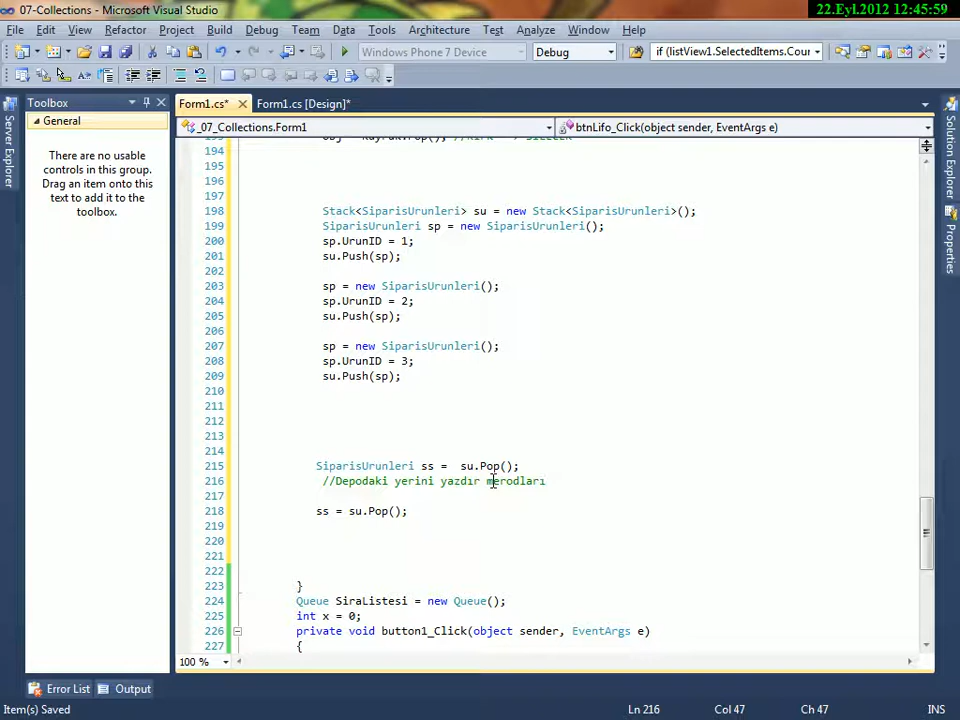 07-Collections - Microsoft Visual Studio
22.Eyl.2012 12:45:59
File Edit View Refactor Project Build Debug Team Tools Architecture Test Analyze Window Help
Windows Phone 7 Device Debug if (listView1.SelectedItems.Cour
Toolbox
Form1.cs* Form1.cs [Design]*
General
_07_Collections.Form1 btnLifo_Click(object sender, EventArgs e)
There are no usable
controls in this group.
Drag an item onto this
text to add it to the
toolbox.
Server Explorer
Solution Explorer
Properties
194
195
196
197
198 Stack<SiparisUrunleri> su = new Stack<SiparisUrunleri>();
199 SiparisUrunleri sp = new SiparisUrunleri();
200 sp.UrunID = 1;
201 su.Push(sp);
202
203 sp = new SiparisUrunleri();
204 sp.UrunID = 2;
205 su.Push(sp);
206
207 sp = new SiparisUrunleri();
208 sp.UrunID = 3;
209 su.Push(sp);
210
211
212
213
214
215 SiparisUrunleri ss = su.Pop();
216 //Depodaki yerini yazdır merodları
217
218 ss = su.Pop();
219
220
221
222
223 }
224 Queue SiraListesi = new Queue();
225 int x = 0;
226 private void button1_Click(object sender, EventArgs e)
227 {
100 %
Error List Output
Item(s) Saved Ln 216 Col 47 Ch 47 INS